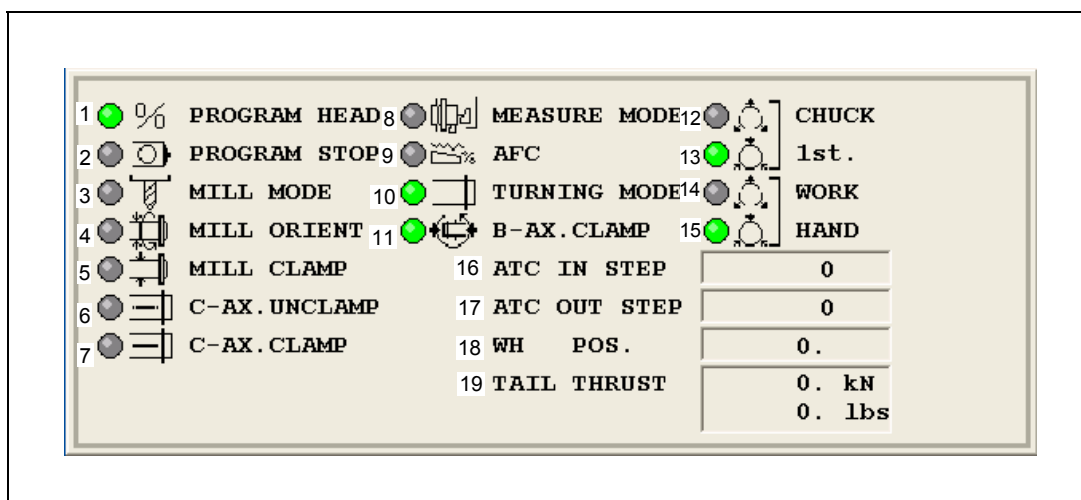 1 % PROGRAM HEAD 8 MEASURE MODE 12 CHUCK
2 PROGRAM STOP 9 % AFC 13 1st.
3 MILL MODE 10 TURNING MODE 14 WORK
4 MILL ORIENT 11 B-AX.CLAMP 15 HAND
5 MILL CLAMP 16 ATC IN STEP 0
6 C-AX.UNCLAMP 17 ATC OUT STEP 0
7 C-AX.CLAMP 18 WH POS. 0.
19 TAIL THRUST 0. kN
0. lbs